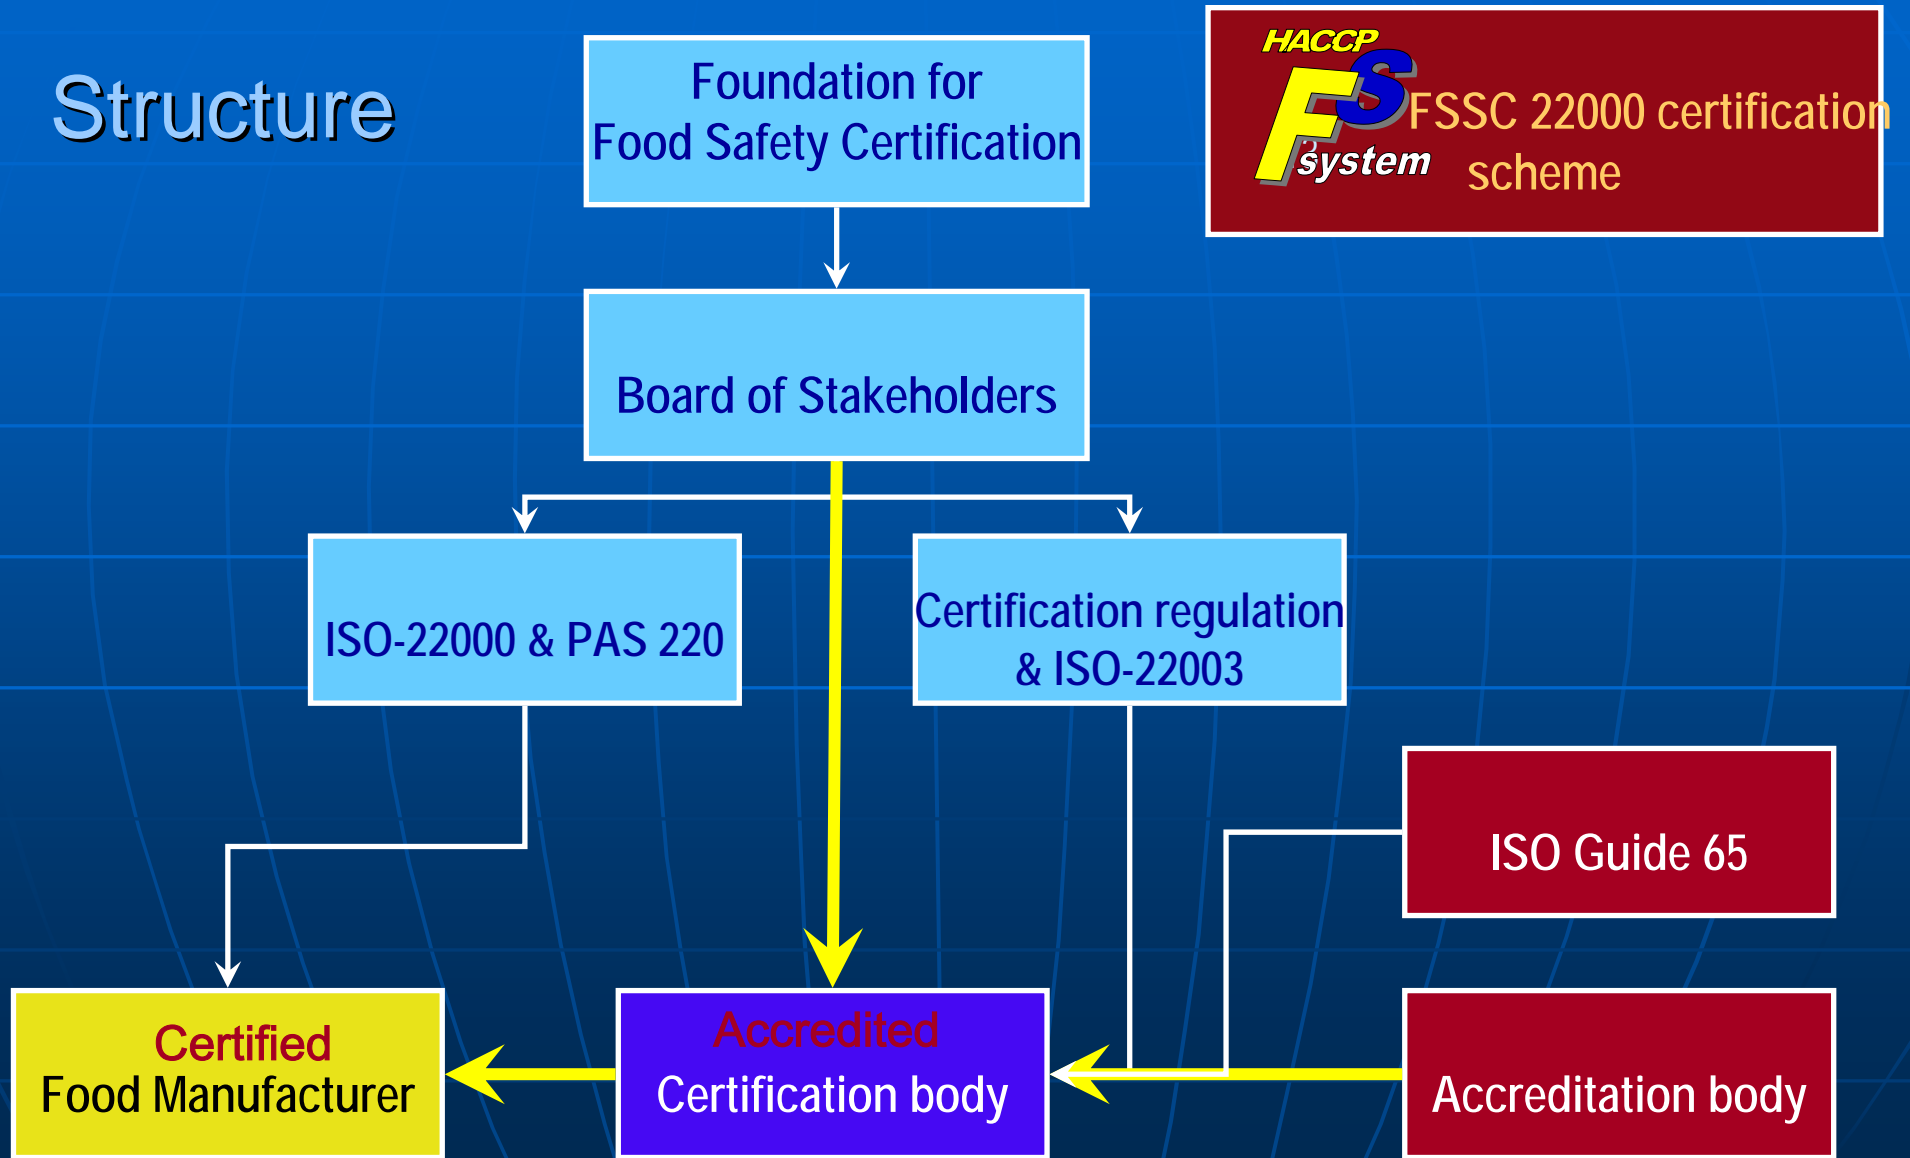 Structure
Foundation for
Food Safety Certification
HACCP
FS
system
FSSC 22000 certification
scheme
Board of Stakeholders
ISO-22000 & PAS 220
Certification regulation
& ISO-22003
ISO Guide 65
Certified
Food Manufacturer
Accredited
Certification body
Accreditation body